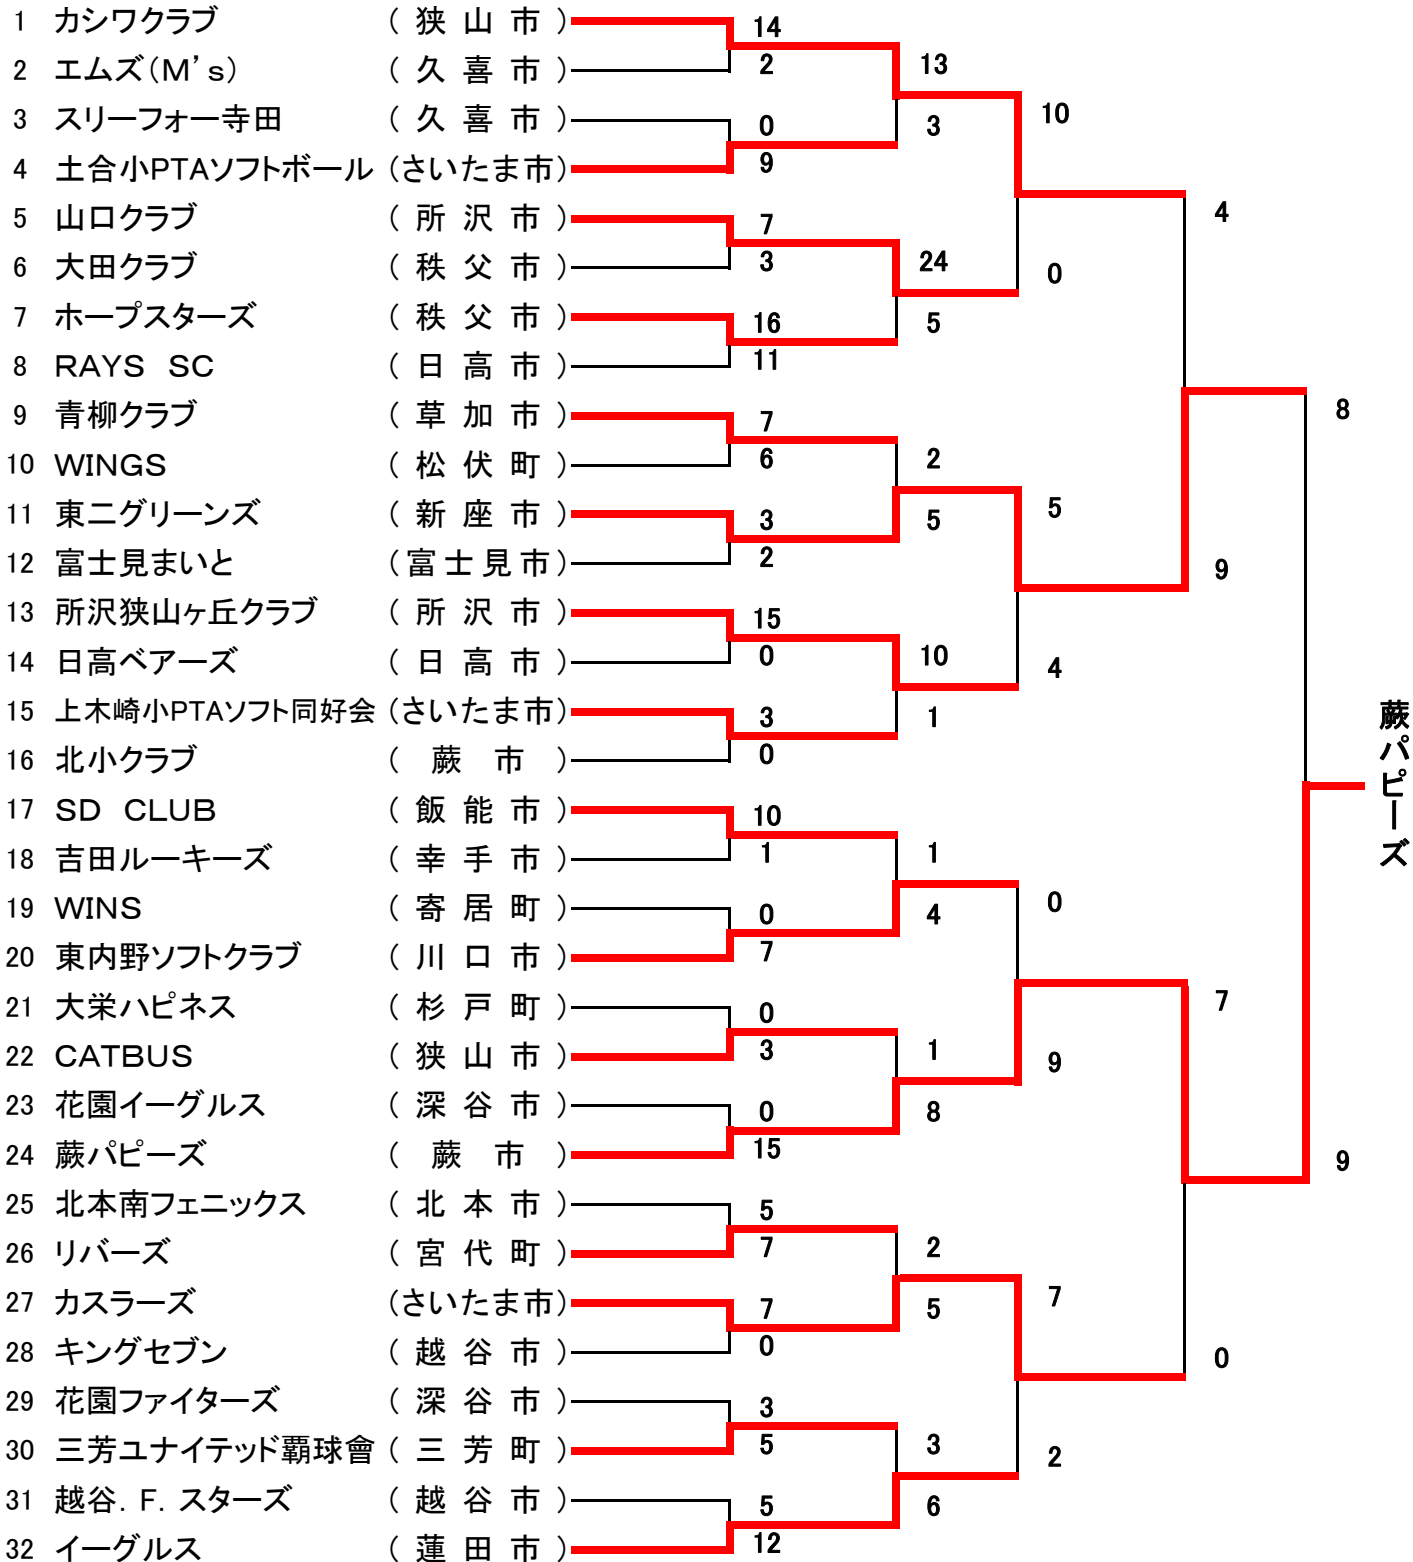 1 カシワクラブ ( 狭 山 市 ) 14
2 エムズ(M's) ( 久 喜 市 ) 2
13
3 スリーフォー寺田 ( 久 喜 市 ) 0
3
10
4 土合小PTAソフトボール (さいたま市) 9
5 山口クラブ ( 所 沢 市 ) 7
4
6 大田クラブ ( 秩 父 市 ) 3
24
0
7 ホープスターズ ( 秩 父 市 ) 16
5
8 RAYS SC ( 日 高 市 ) 11
9 青柳クラブ ( 草 加 市 ) 7
8
10 WINGS ( 松 伏 町 ) 6
2
11 東ニグリーンズ ( 新 座 市 ) 3
5
5
12 富士見まいと (富士見市) 2
9
13 所沢狭山ヶ丘クラブ ( 所 沢 市 ) 15
14 日高ベアーズ ( 日 高 市 ) 0
10
4
15 上木崎小PTAソフト同好会 (さいたま市) 3
1
16 北小クラブ ( 蕨 市 ) 0
蕨パピーズ
17 SD CLUB ( 飯 能 市 ) 10
18 吉田ルーキーズ ( 幸 手 市 ) 1
1
19 WINS ( 寄 居 町 ) 0
4
0
20 東内野ソフトクラブ ( 川 口 市 ) 7
21 大栄ハピネス ( 杉 戸 町 ) 0
7
22 CATBUS ( 狭 山 市 ) 3
1
9
23 花園イーグルス ( 深 谷 市 ) 0
8
24 蕨パピーズ ( 蕨 市 ) 15
9
25 北本南フェニックス ( 北 本 市 ) 5
26 リバーズ ( 宮 代 町 ) 7
2
27 カスラーズ (さいたま市) 7
5
7
28 キングセブン ( 越 谷 市 ) 0
0
29 花園ファイターズ ( 深 谷 市 ) 3
30 三芳ユナイテッド覇球會 ( 三 芳 町 ) 5
3
2
31 越谷．F．スターズ ( 越 谷 市 ) 5
6
32 イーグルス ( 蓮 田 市 ) 12